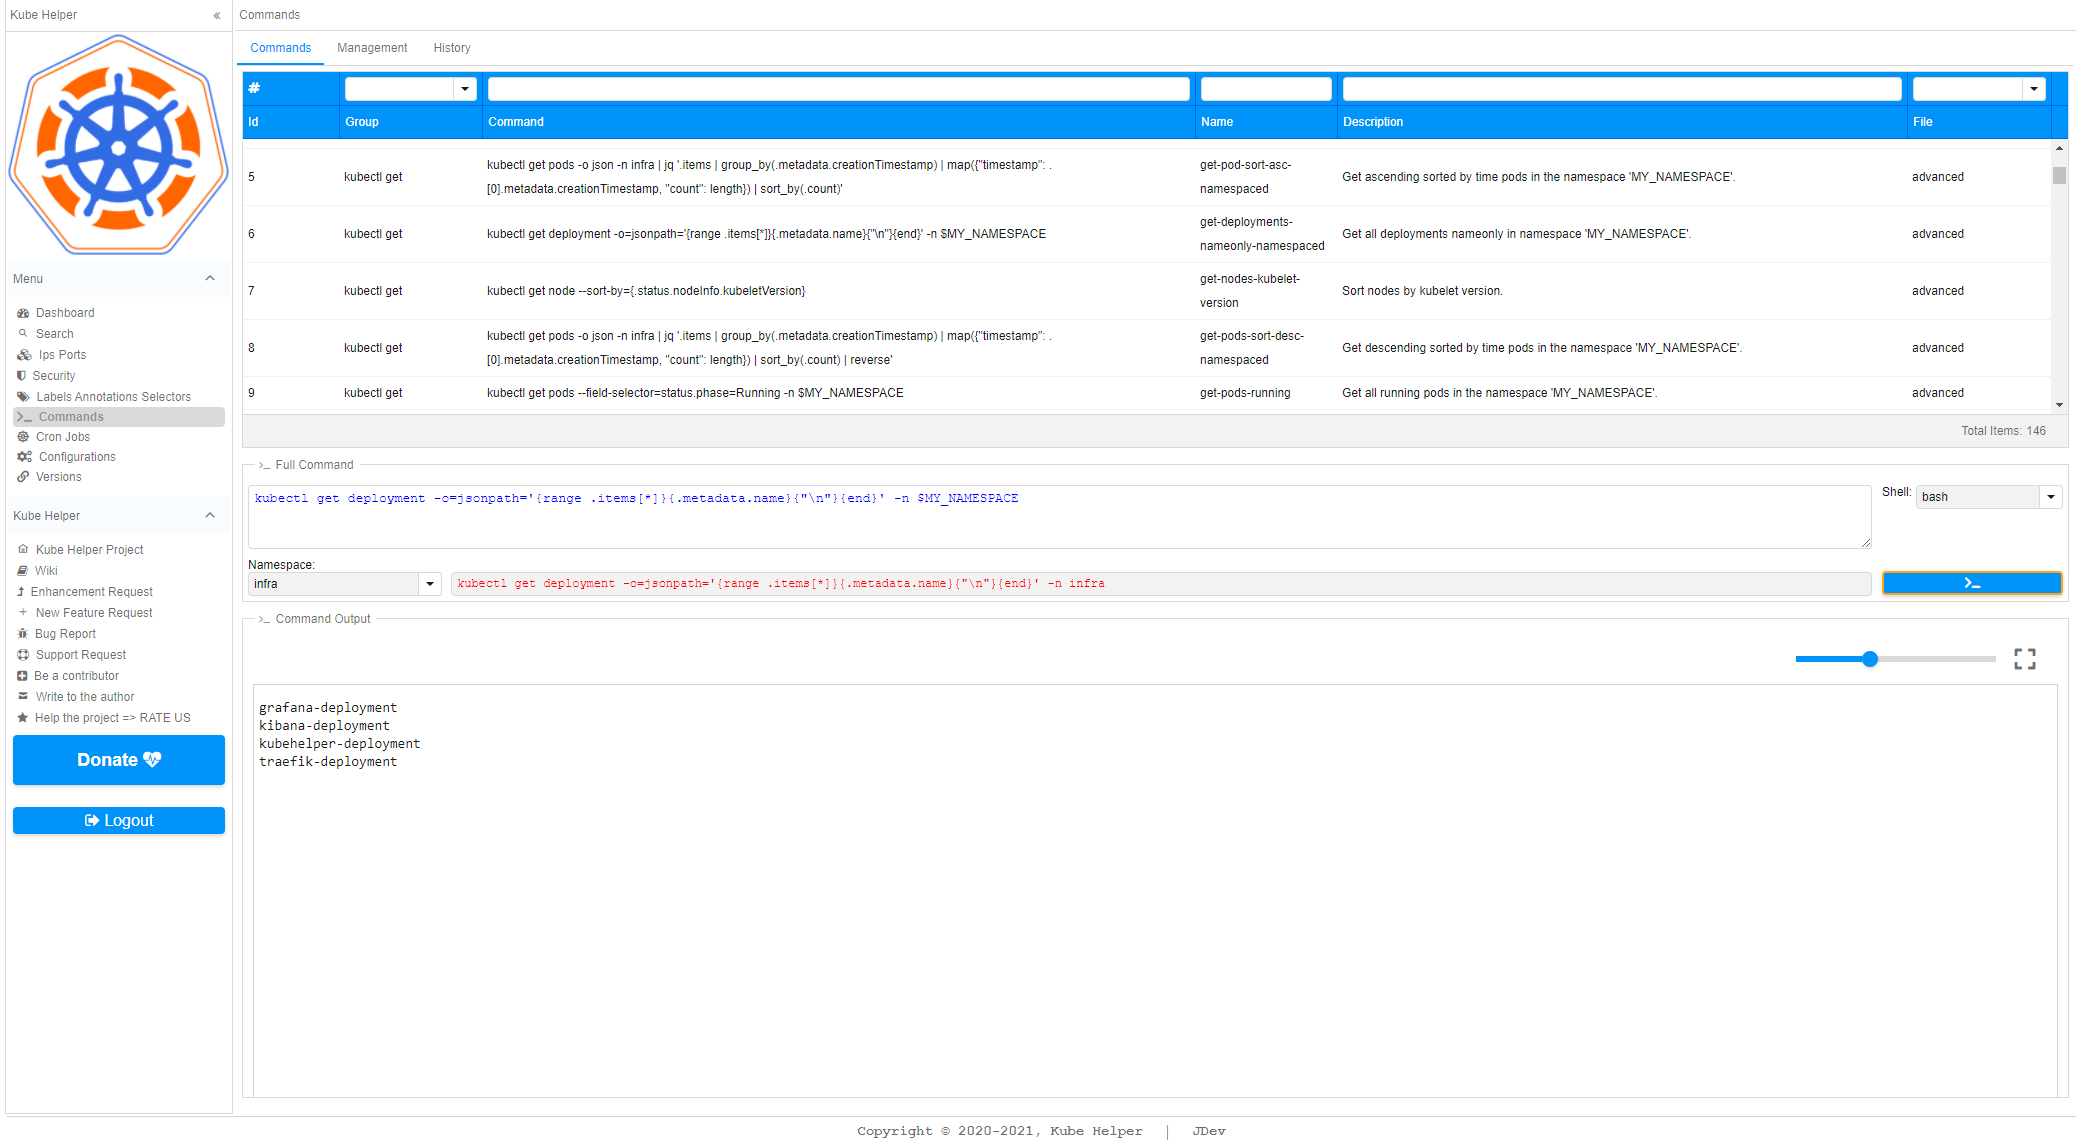 Kube Helper «
Commands
Commands Management History
#
Id Group Command Name Description File
5 kubectl get kubectl get pods -o json -n infra | jq '.items | group_by(.metadata.creationTimestamp) | map({"timestamp": .
[0].metadata.creationTimestamp, "count": length}) | sort_by(.count)' get-pod-sort-asc-
namespaced Get ascending sorted by time pods in the namespace 'MY_NAMESPACE'. advanced
6 kubectl get kubectl get deployment -o=jsonpath='{range .items[*]}{.metadata.name}{"\n"}{end}' -n $MY_NAMESPACE get-deployments-
nameonly-namespaced Get all deployments nameonly in namespace 'MY_NAMESPACE'. advanced
7 kubectl get kubectl get node --sort-by={.status.nodeInfo.kubeletVersion} get-nodes-kubelet-
version Sort nodes by kubelet version. advanced
8 kubectl get kubectl get pods -o json -n infra | jq '.items | group_by(.metadata.creationTimestamp) | map({"timestamp": .
[0].metadata.creationTimestamp, "count": length}) | sort_by(.count) | reverse' get-pods-sort-desc-
namespaced Get descending sorted by time pods in the namespace 'MY_NAMESPACE'. advanced
9 kubectl get kubectl get pods --field-selector=status.phase=Running -n $MY_NAMESPACE get-pods-running Get all running pods in the namespace 'MY_NAMESPACE'. advanced
Total Items: 146
Menu
Dashboard
Search
Ips Ports
Security
Labels Annotations Selectors
Commands
Cron Jobs
Configurations
Versions
Kube Helper
Kube Helper Project
Wiki
Enhancement Request
New Feature Request
Bug Report
Support Request
Be a contributor
Write to the author
Help the project => RATE US
Donate
Logout
>_ Full Command
kubectl get deployment -o=jsonpath='{range .items[*]}{.metadata.name}{"\n"}{end}' -n $MY_NAMESPACE
Shell: bash
Namespace:
infra
kubectl get deployment -o=jsonpath='{range .items[*]}{.metadata.name}{"\n"}{end}' -n infra
>_
>_ Command Output
grafana-deployment
kibana-deployment
kubehelper-deployment
traefik-deployment
Copyright © 2020-2021, Kube Helper | JDev